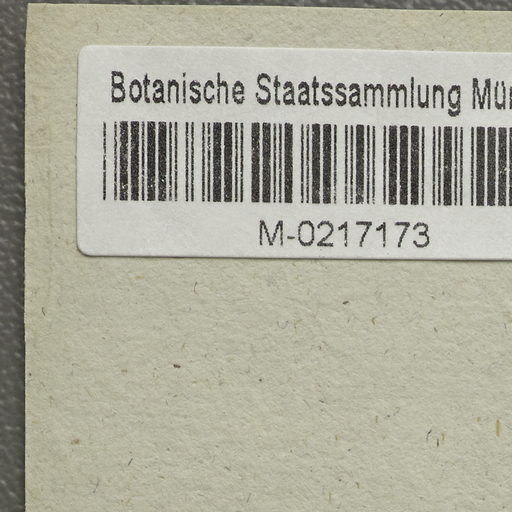 Botanische Staatssammlung Mün
M-0217173